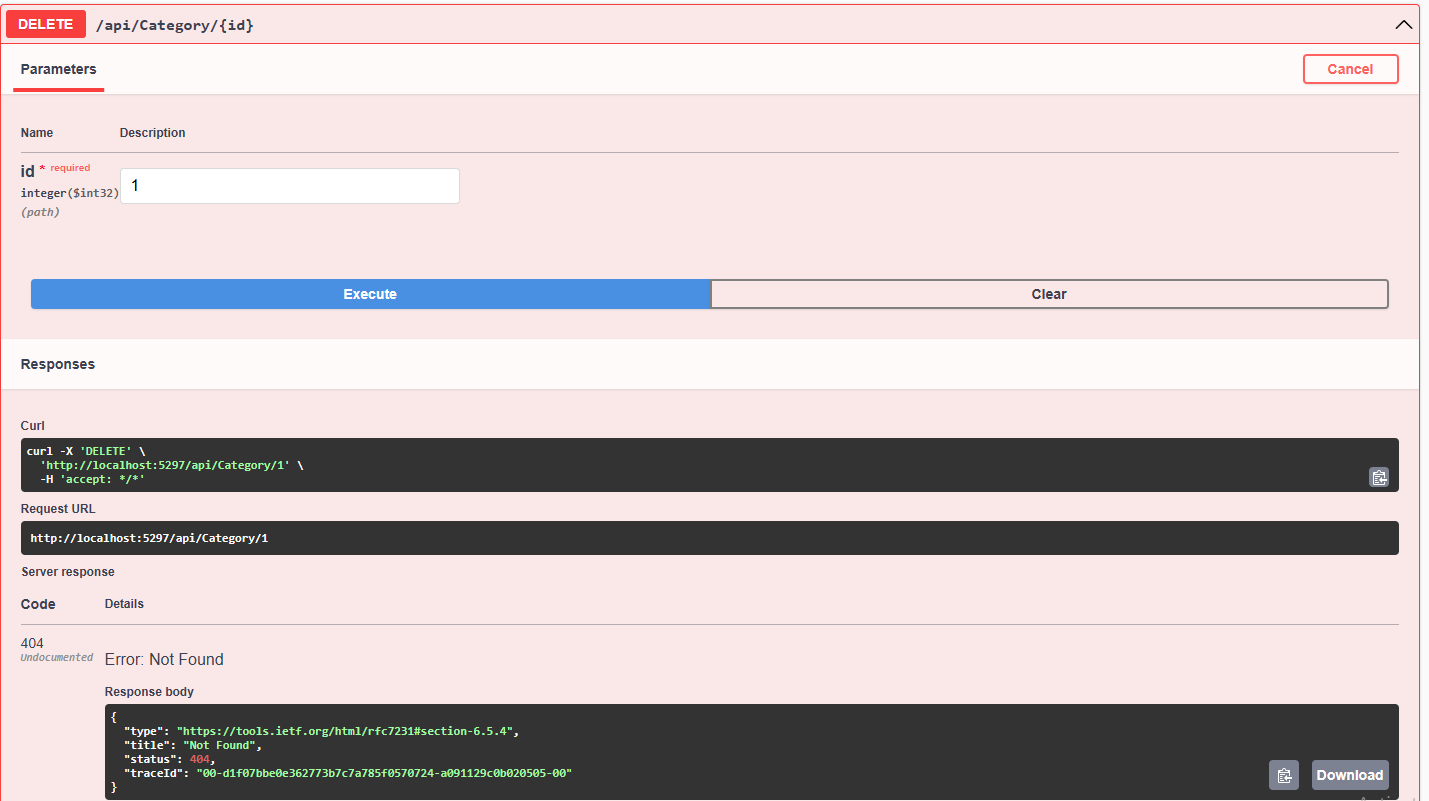 DELETE /api/Category/{id}
Parameters
Cancel
Name Description
id * required
integer($int32)
(path)
1
Execute Clear
Responses
Curl
curl -X 'DELETE' \
'http://localhost:5297/api/Category/1' \
-H 'accept: */*'
Request URL
http://localhost:5297/api/Category/1
Server response
Code Details
404
Undocumented
Error: Not Found
Response body
{
"type": "https://tools.ietf.org/html/rfc7231#section-6.5.4",
"title": "Not Found",
"status": 404,
"traceId": "00-d1f07bbe0e362773b7c7a785f0570724-a091129c0b020505-00"
}
Download